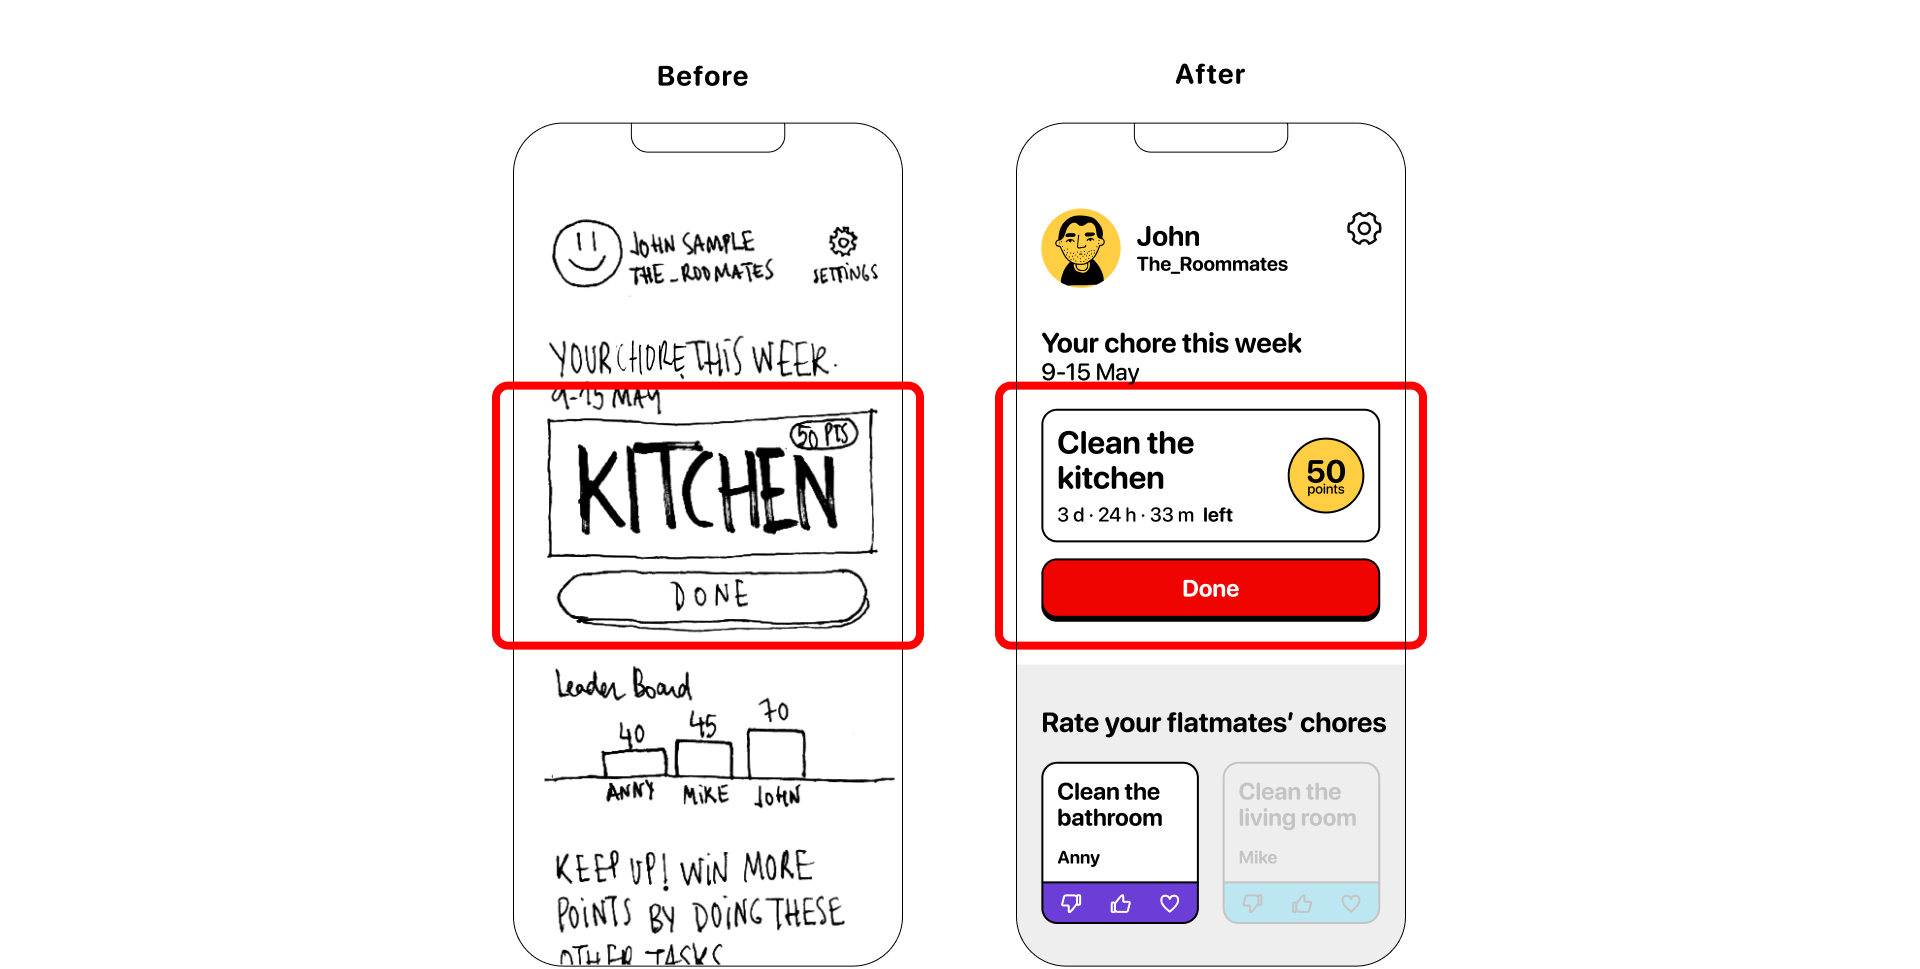 Before
JOHN SAMPLE
THE_ROOMATES
SETTINGS
YOUR CHORE THIS WEEK.
9-15 MAY
50 PTS
KITCHEN
DONE
Leader Board
40
45
70
ANNY
MIKE
JOHN
KEEP UP! WIN MORE
POINTS BY DOING THESE
OTHER TASKS
After
John
The_Roommates
Your chore this week
9-15 May
Clean the
kitchen
50
points
3 d · 24 h · 33 m left
Done
Rate your flatmates’ chores
Clean the
bathroom
Anny
Clean the
living room
Mike